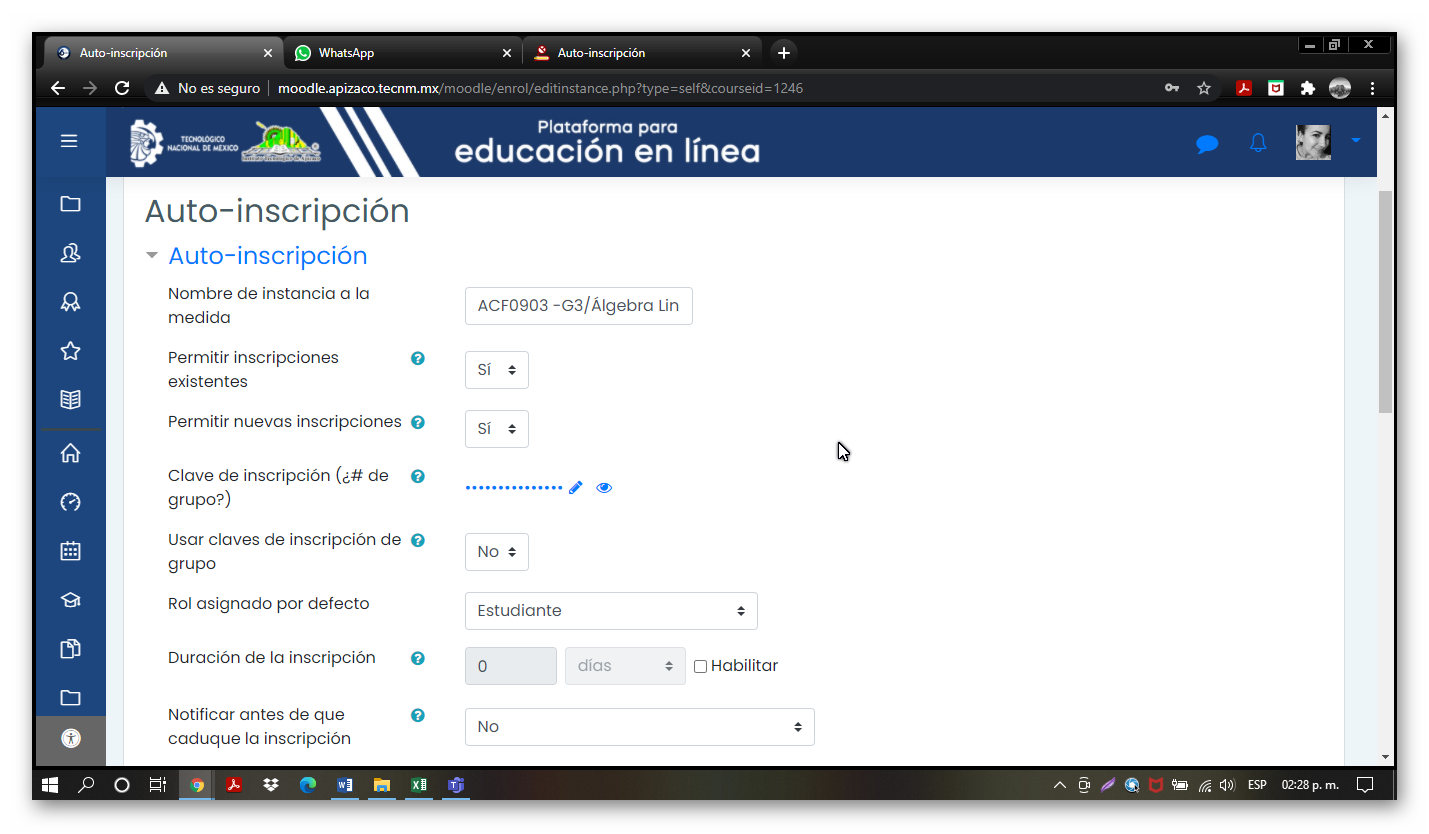 Auto-inscripción
WhatsApp
Auto-inscripción
No es seguro
moodle.apizaco.tecnm.mx/moodle/enrol/editinstance.php?type=self&courseid=1246
TECNOLÓGICO
NACIONAL DE MÉXICO
Plataforma para
educación en línea
Auto-inscripción
Auto-inscripción
Nombre de instancia a la
medida
ACF0903 -G3/Álgebra Lin
Permitir inscripciones
existentes
Sí
Permitir nuevas inscripciones
Sí
Clave de inscripción (¿# de
grupo?)
•••••••••••••••
Usar claves de inscripción de
grupo
No
Rol asignado por defecto
Estudiante
Duración de la inscripción
0
días
Habilitar
Notificar antes de que
caduque la inscripción
No
ESP
02:28 p. m.